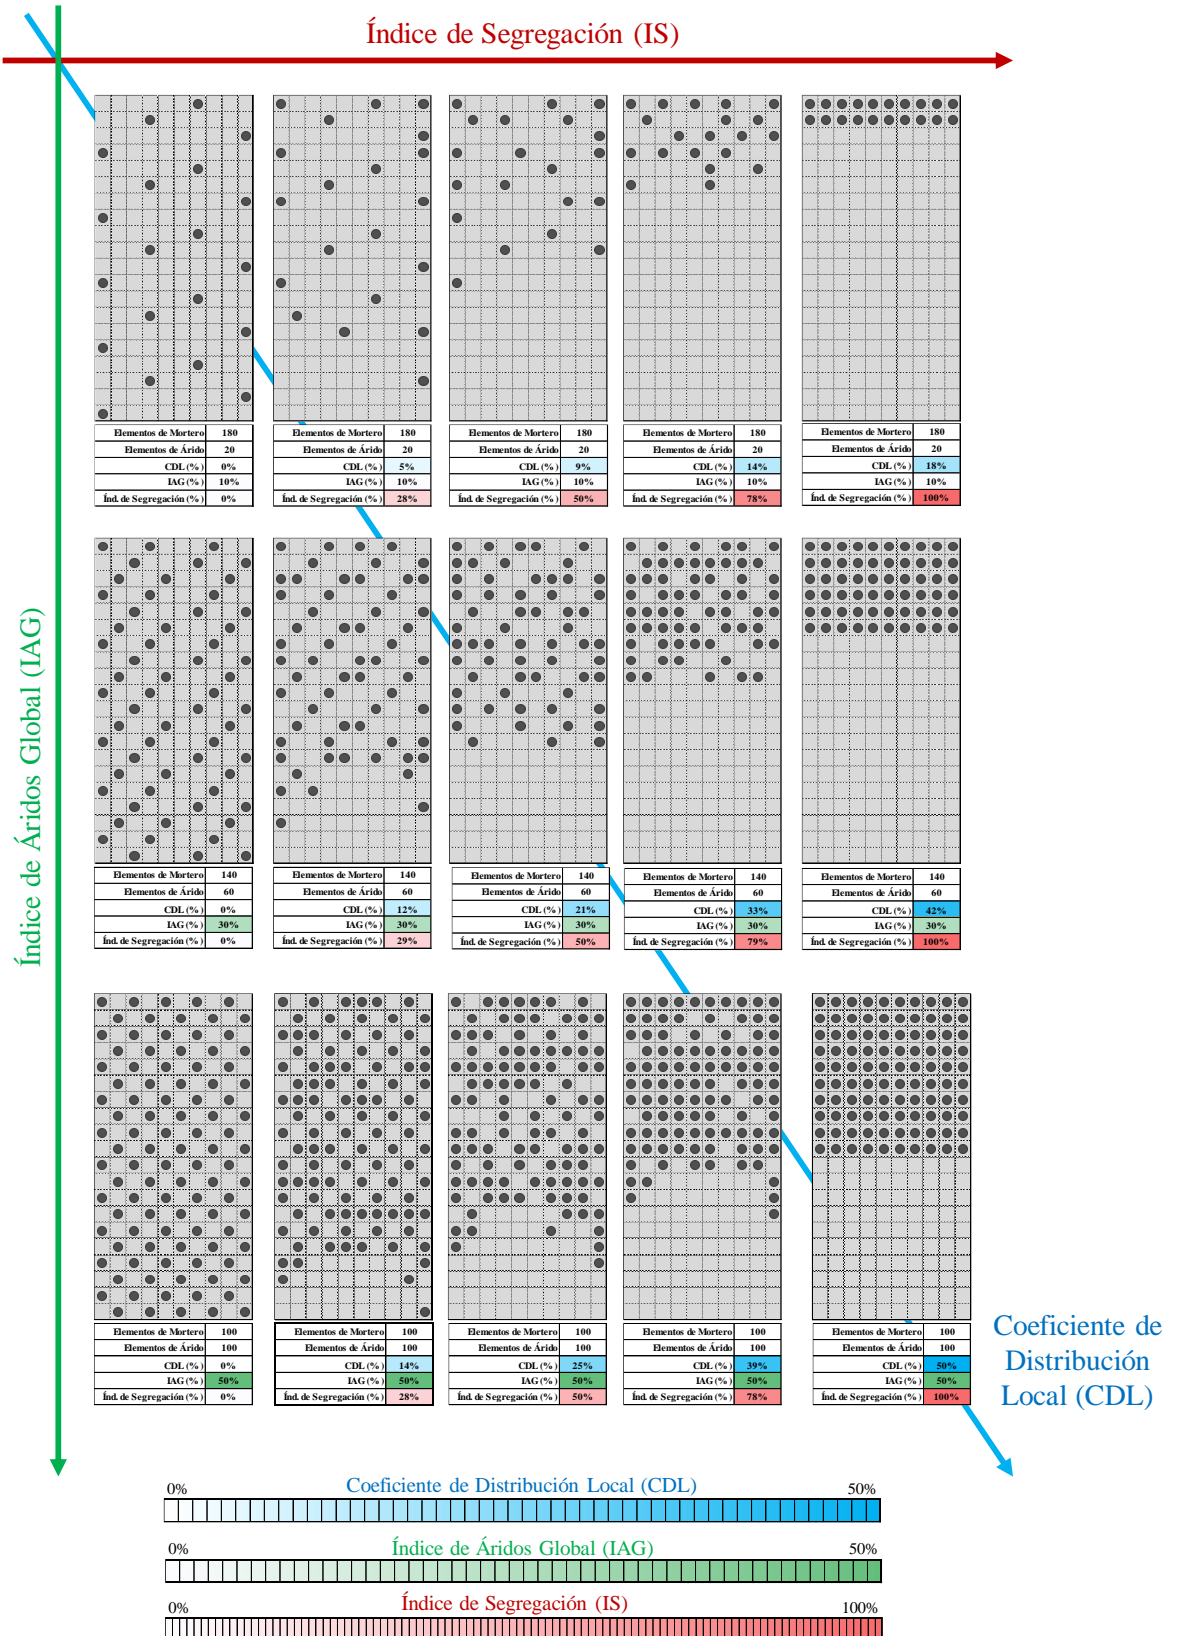 Índice de Segregación (IS)
Índice de Áridos Global (IAG)
Elementos de Mortero 180
Elementos de Árido 20
CDL (%) 0%
IAG (%) 10%
Índ. de Segregación (%) 0%
Elementos de Mortero 180
Elementos de Árido 20
CDL (%) 5%
IAG (%) 10%
Índ. de Segregación (%) 28%
Elementos de Mortero 180
Elementos de Árido 20
CDL (%) 9%
IAG (%) 10%
Índ. de Segregación (%) 50%
Elementos de Mortero 180
Elementos de Árido 20
CDL (%) 14%
IAG (%) 10%
Índ. de Segregación (%) 78%
Elementos de Mortero 180
Elementos de Árido 20
CDL (%) 18%
IAG (%) 10%
Índ. de Segregación (%) 100%
Elementos de Mortero 140
Elementos de Árido 60
CDL (%) 0%
IAG (%) 30%
Índ. de Segregación (%) 0%
Elementos de Mortero 140
Elementos de Árido 60
CDL (%) 12%
IAG (%) 30%
Índ. de Segregación (%) 29%
Elementos de Mortero 140
Elementos de Árido 60
CDL (%) 21%
IAG (%) 30%
Índ. de Segregación (%) 50%
Elementos de Mortero 140
Elementos de Árido 60
CDL (%) 33%
IAG (%) 30%
Índ. de Segregación (%) 79%
Elementos de Mortero 140
Elementos de Árido 60
CDL (%) 42%
IAG (%) 30%
Índ. de Segregación (%) 100%
Elementos de Mortero 100
Elementos de Árido 100
CDL (%) 0%
IAG (%) 50%
Índ. de Segregación (%) 0%
Elementos de Mortero 100
Elementos de Árido 100
CDL (%) 14%
IAG (%) 50%
Índ. de Segregación (%) 28%
Elementos de Mortero 100
Elementos de Árido 100
CDL (%) 25%
IAG (%) 50%
Índ. de Segregación (%) 50%
Elementos de Mortero 100
Elementos de Árido 100
CDL (%) 39%
IAG (%) 50%
Índ. de Segregación (%) 78%
Elementos de Mortero 100
Elementos de Árido 100
CDL (%) 50%
IAG (%) 50%
Índ. de Segregación (%) 100%
Coeficiente de
Distribución
Local (CDL)
0% Coeficiente de Distribución Local (CDL) 50%
0% Índice de Áridos Global (IAG) 50%
0% Índice de Segregación (IS) 100%